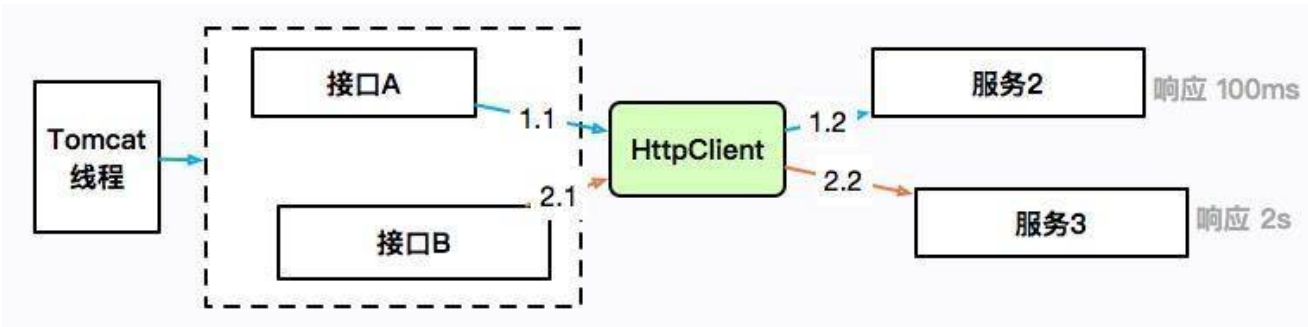 Tomcat
线程
接口A
接口B
1.1
2.1
HttpClient
1.2
2.2
服务2
响应 100ms
服务3
响应 2s